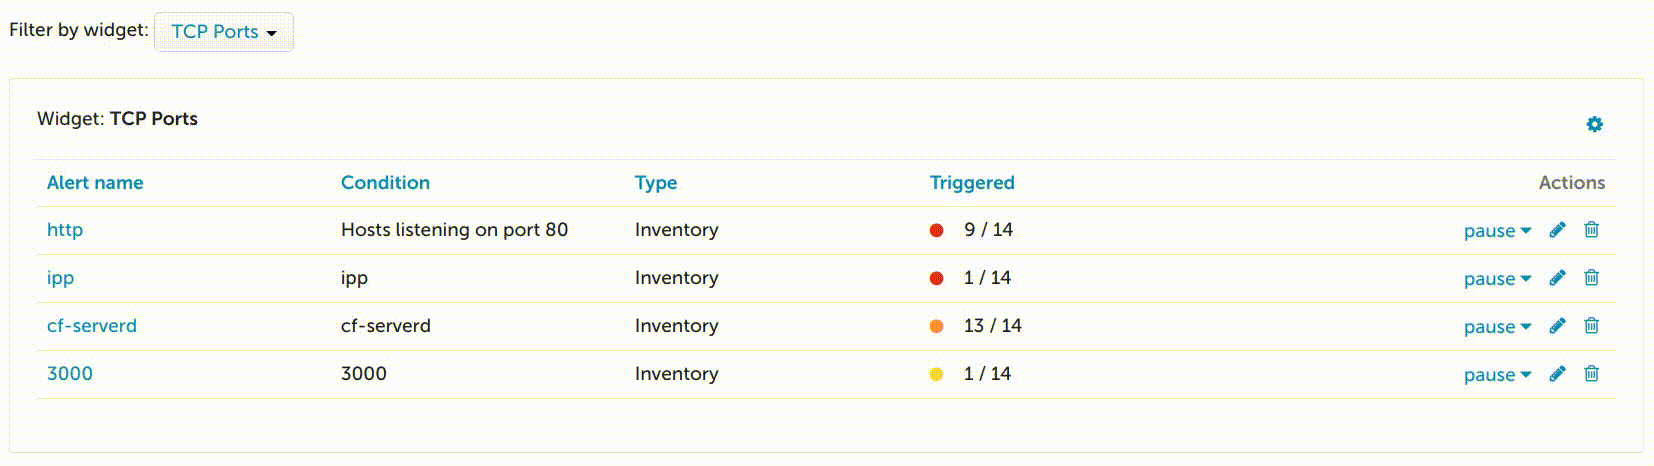 Filter by widget: TCP Ports
Widget: TCP Ports
Alert name Condition Type Triggered Actions
http Hosts listening on port 80 Inventory 9 / 14 pause
ipp ipp Inventory 1 / 14 pause
cf-serverd cf-serverd Inventory 13 / 14 pause
3000 3000 Inventory 1 / 14 pause